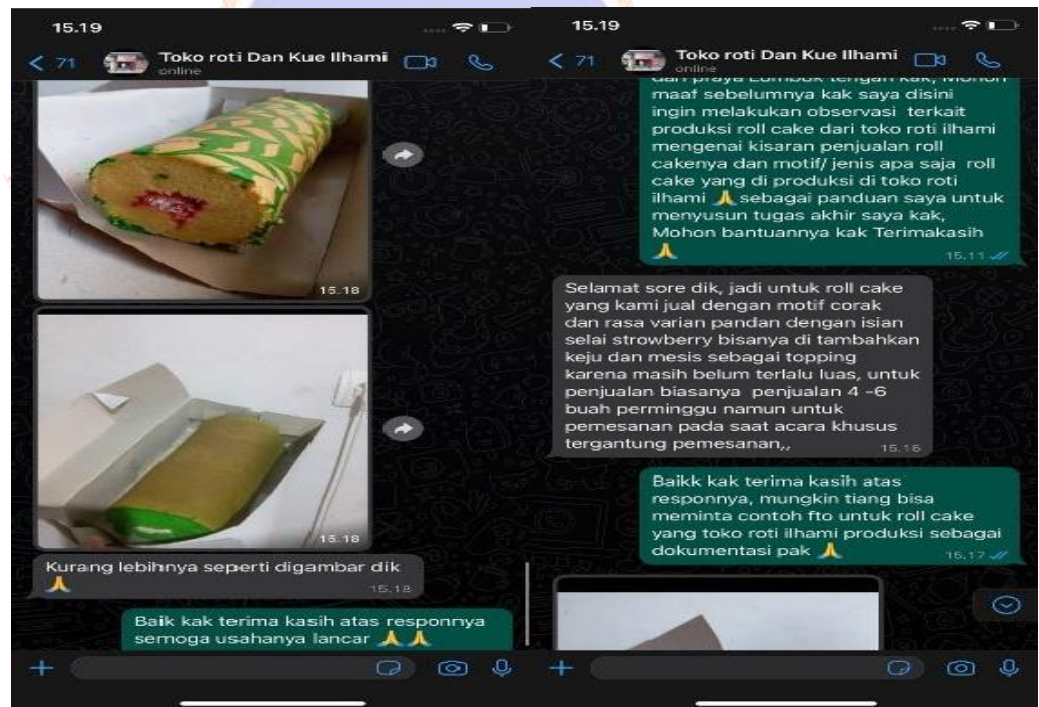 15.19
71
Toko roti Dan Kue Ilhami
online
15.18
15.18
Kurang lebihnya seperti digambar dik
🙏
15.18
Baik kak terima kasih atas responnya
semoga usahanya lancar 🙏🙏
15.19
71
Toko roti Dan Kue Ilhami
online
dari praya Lombok tengah kak, Mohon
maaf sebelumnya kak saya disini
ingin melakukan observasi terkait
produksi roll cake dari toko roti ilhami
mengenai kisaran penjualan roll
cakenya dan motif/ jenis apa saja roll
cake yang di produksi di toko roti
ilhami 🙏 sebagai panduan saya untuk
menyusun tugas akhir saya kak,
Mohon bantuannya kak Terimakasih
🙏
15.11
Selamat sore dik, jadi untuk roll cake
yang kami jual dengan motif corak
dan rasa varian pandan dengan isian
selai strowberry bisanya di tambahkan
keju dan mesis sebagai topping
karena masih belum terlalu luas, untuk
penjualan biasanya penjualan 4 -6
buah perminggu namun untuk
pemesanan pada saat acara khusus
tergantung pemesanan,,
15.16
Baikk kak terima kasih atas
responnya, mungkin tiang bisa
meminta contoh fto untuk roll cake
yang toko roti ilhami produksi sebagai
dokumentasi pak 🙏
15.17